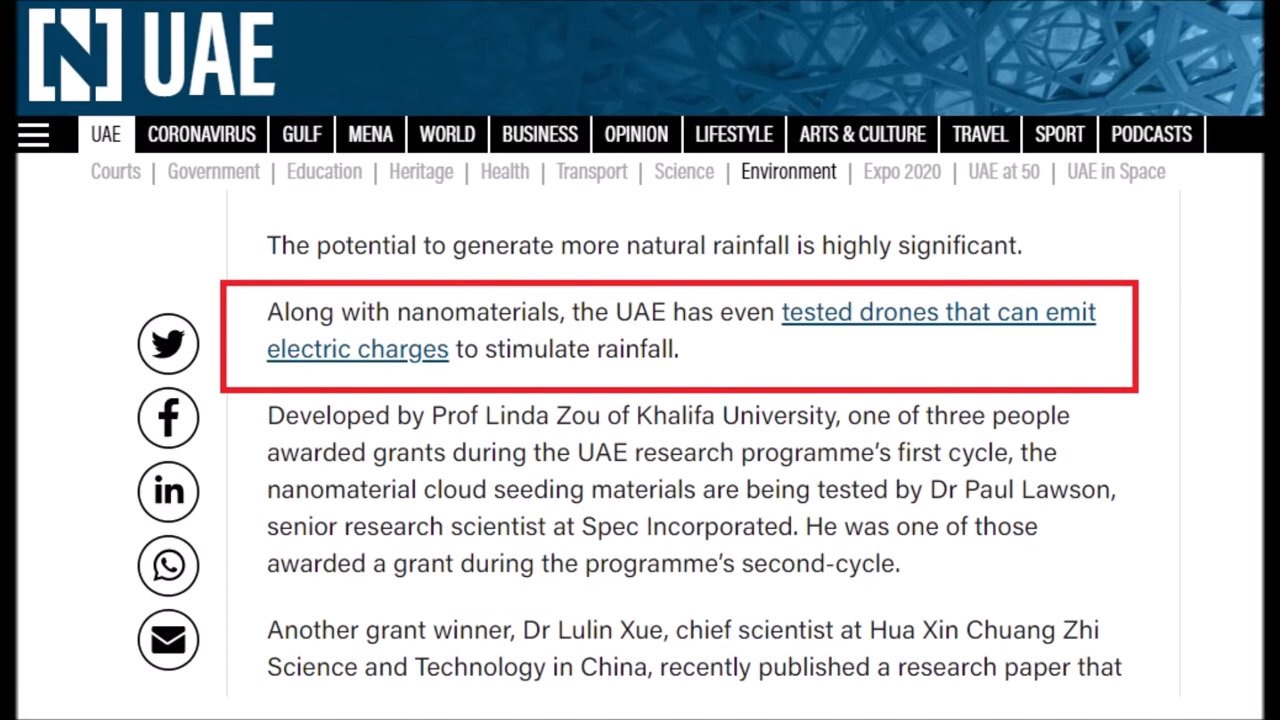 [N] UAE
UAE CORONAVIRUS GULF MENA WORLD BUSINESS OPINION LIFESTYLE ARTS & CULTURE TRAVEL SPORT PODCASTS
Courts | Government | Education | Heritage | Health | Transport | Science | Environment | Expo 2020 | UAE at 50 | UAE in Space
The potential to generate more natural rainfall is highly significant.
Along with nanomaterials, the UAE has even tested drones that can emit
electric charges to stimulate rainfall.
Developed by Prof Linda Zou of Khalifa University, one of three people
awarded grants during the UAE research programme’s first cycle, the
nanomaterial cloud seeding materials are being tested by Dr Paul Lawson,
senior research scientist at Spec Incorporated. He was one of those
awarded a grant during the programme’s second-cycle.
Another grant winner, Dr Lulin Xue, chief scientist at Hua Xin Chuang Zhi
Science and Technology in China, recently published a research paper that